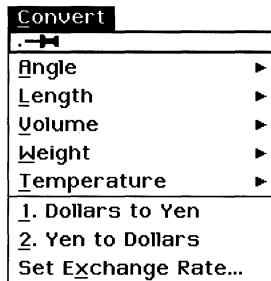 Convert
Angle
Length
Volume
Weight
Temperature
1. Dollars to Yen
2. Yen to Dollars
Set Exchange Rate...